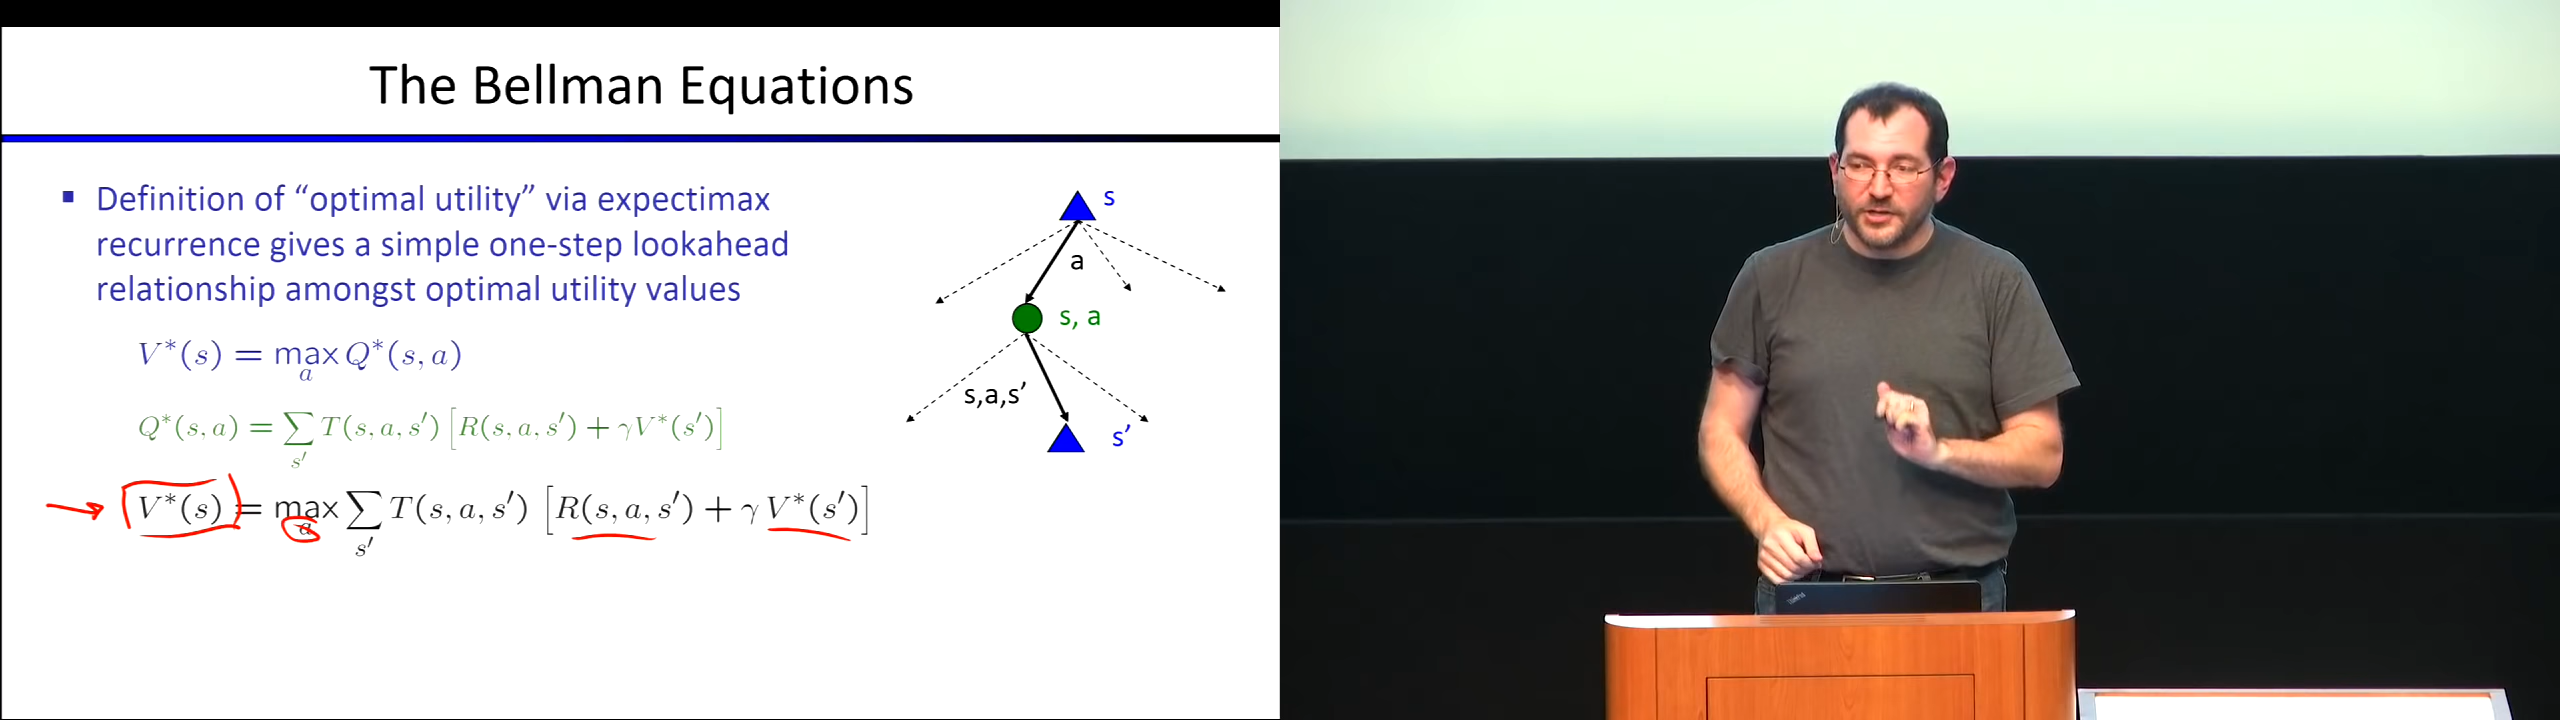 The Bellman Equations
Definition of “optimal utility” via expectimax
recurrence gives a simple one-step lookahead
relationship amongst optimal utility values
V*(s) = max Q*(s, a)
a
Q*(s, a) = ∑ T(s, a, s′) [R(s, a, s′) + γV*(s′)]
s′
V*(s) = max ∑ T(s, a, s′) [R(s, a, s′) + γ V*(s′)]
a
s′
s
a
s, a
s,a,s’
s’
ThinkPad